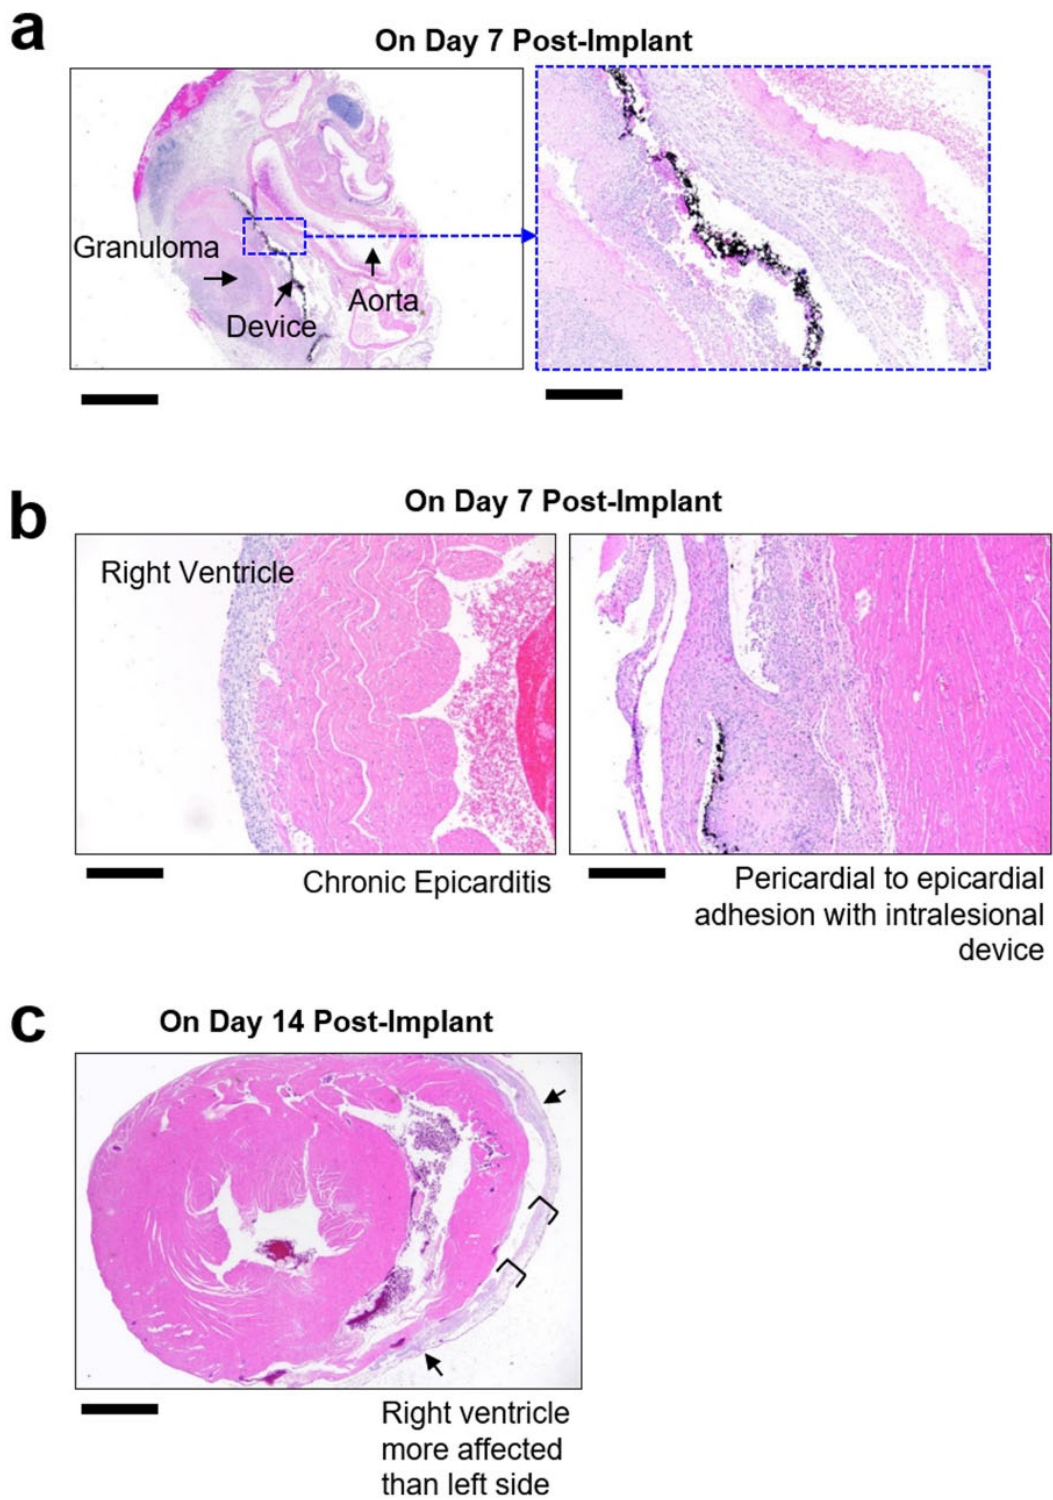 a
On Day 7 Post-Implant
Granuloma
Device
Aorta
b
On Day 7 Post-Implant
Right Ventricle
Chronic Epicarditis
Pericardial to epicardial
adhesion with intralesional
device
c
On Day 14 Post-Implant
Right ventricle
more affected
than left side